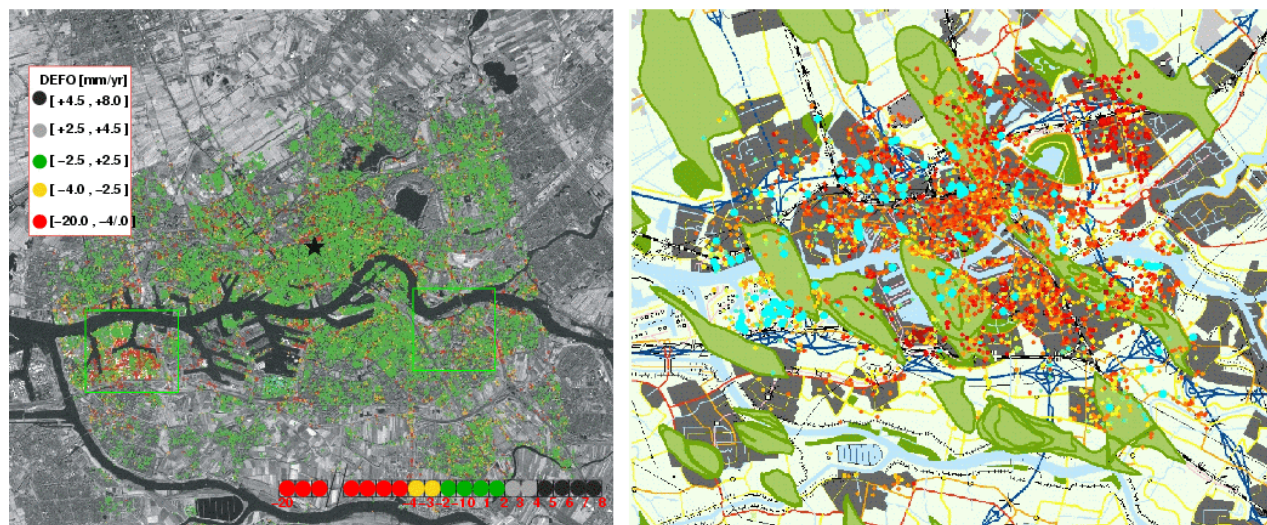 DEFO [mm/yr]
[ +4.5 , +8.0 ]
[ +2.5 , +4.5 ]
[ −2.5 , +2.5 ]
[ −4.0 , −2.5 ]
[−20.0 , −4/.0 ]
−20 −4 −3 −2 −1 0 1 2 3 4 5 6 7 8